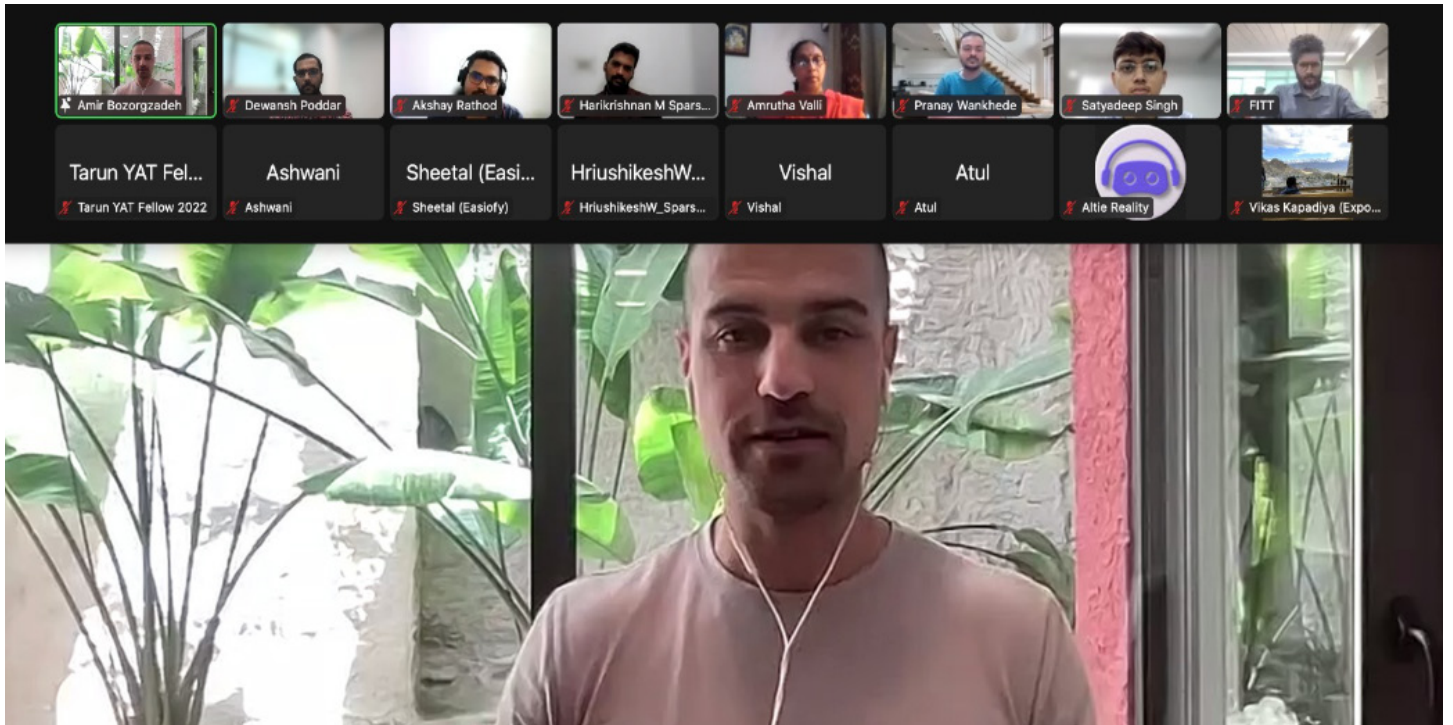 Amir Bozorgzadeh
Dewansh Poddar
Akshay Rathod
Harikrishnan M Spars...
Amrutha Valli
Pranay Wankhede
Satyadeep Singh
FITT
Tarun YAT Fel...
Ashwani
Sheetal (Easi...
HriushikeshW...
Vishal
Atul
Tarun YAT Fellow 2022
Ashwani
Sheetal (Easiofy)
HriushikeshW_Spars...
Vishal
Atul
Altie Reality
Vikas Kapadiya (Expo...